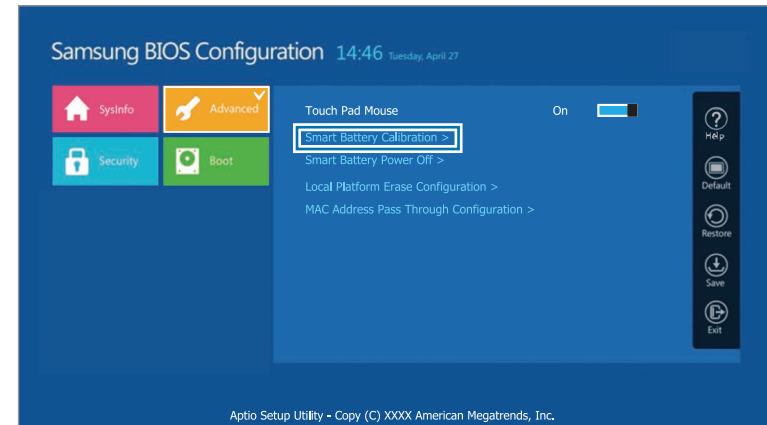 Samsung BIOS Configuration 14:46 Tuesday, April 27
SysInfo
Advanced
Security
Boot
Touch Pad Mouse On
Smart Battery Calibration >
Smart Battery Power Off >
Local Platform Erase Configuration >
MAC Address Pass Through Configuration >
Help
Default
Restore
Save
Exit
Aptio Setup Utility - Copy (C) XXXX American Megatrends, Inc.